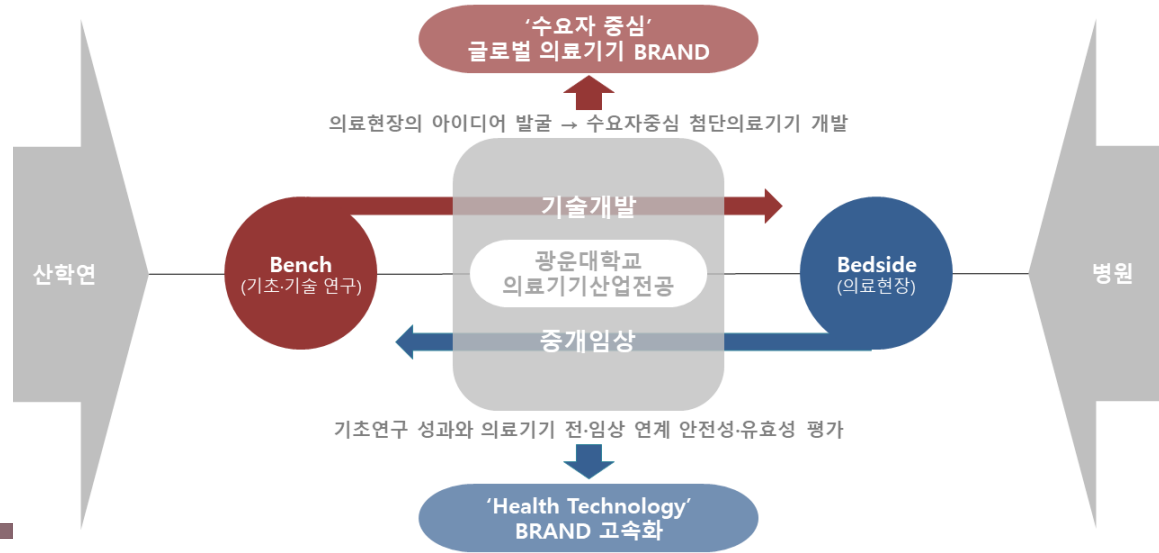 ‘수요자 중심’
글로벌 의료기기 BRAND
의료현장의 아이디어 발굴 → 수요자중심 첨단의료기기 개발
기술개발
산학연
Bench
(기초·기술 연구)
광운대학교
의료기기산업전공
Bedside
(의료현장)
병원
중개임상
기초연구 성과와 의료기기 전·임상 연계 안전성·유효성 평가
‘Health Technology’
BRAND 고속화